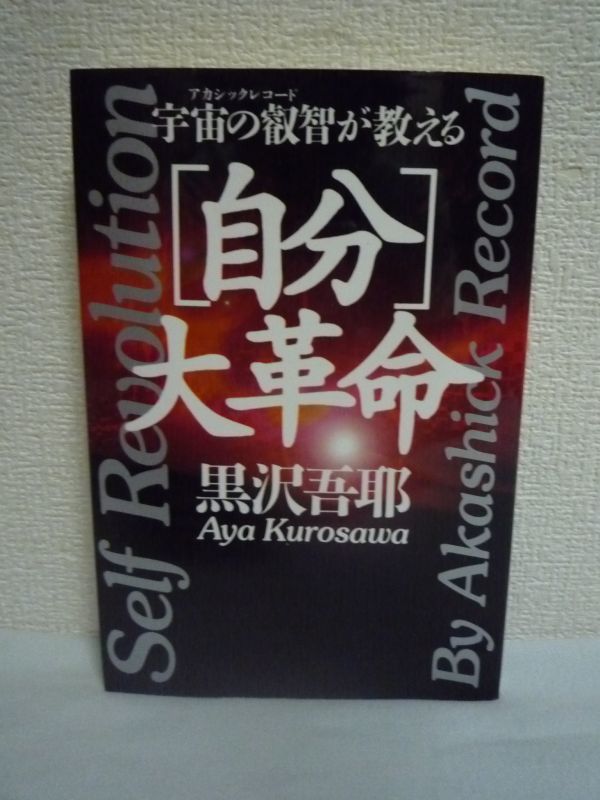 アカシックレコード
宇宙の叡智が教える
[自分]
大革命
黒沢吾耶
Aya Kurosawa
Self Revolution
By Akashick Record